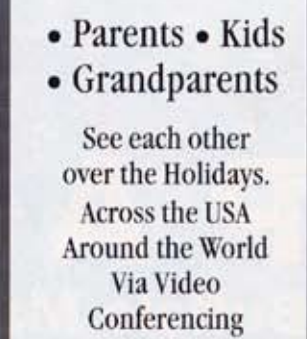 • Parents • Kids
• Grandparents
See each other
over the Holidays.
Across the USA
Around the World
Via Video
Conferencing